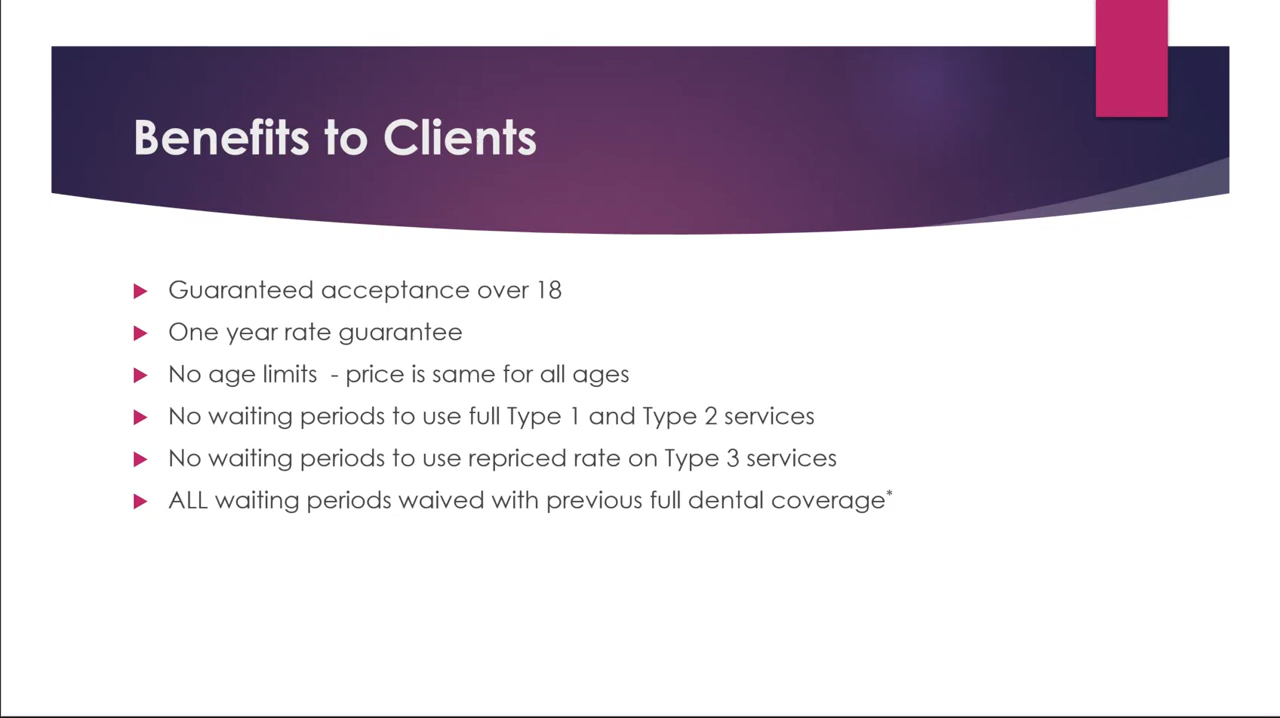 Benefits to Clients
Guaranteed acceptance over 18
One year rate guarantee
No age limits  - price is same for all ages
No waiting periods to use full Type 1 and Type 2 services
No waiting periods to use repriced rate on Type 3 services
ALL waiting periods waived with previous full dental coverage*